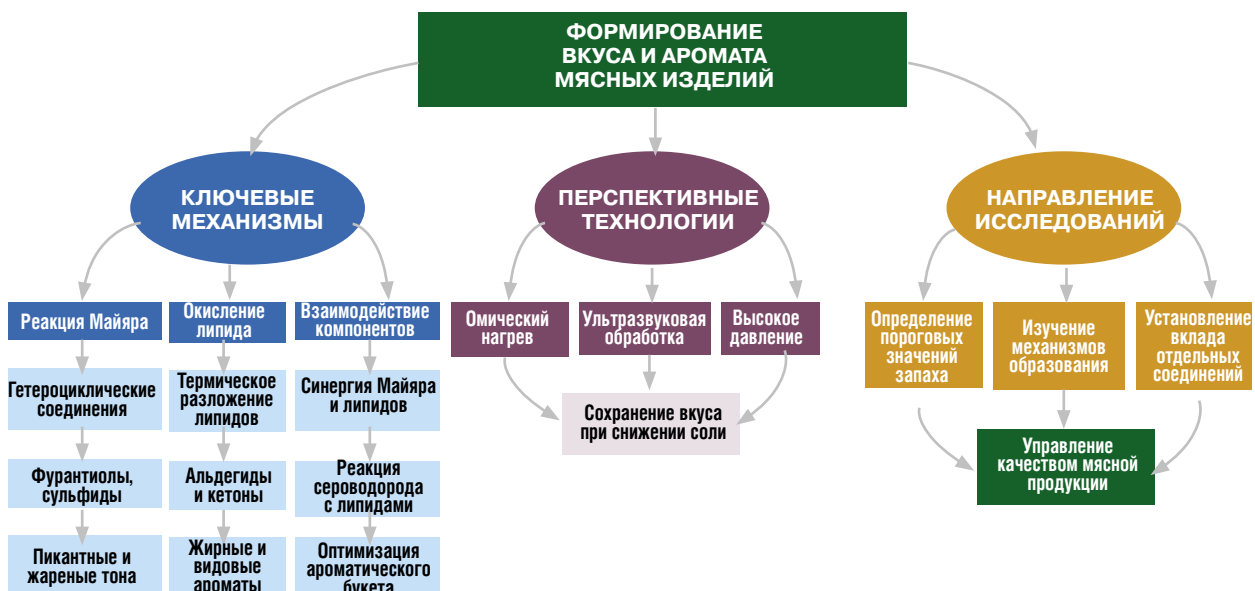 ФОРМИРОВАНИЕ
ВКУСА И АРОМАТА
МЯСНЫХ ИЗДЕЛИЙ
КЛЮЧЕВЫЕ
МЕХАНИЗМЫ
ПЕРСПЕКТИВНЫЕ
ТЕХНОЛОГИИ
НАПРАВЛЕНИЕ
ИССЛЕДОВАНИЙ
Реакция Майяра
Окисление
липида
Взаимодействие
компонентов
Омический
нагрев
Ультразвуковая
обработка
Высокое
давление
Определение
пороговых
значений
запаха
Изучение
механизмов
образования
Установление
вклада
отдельных
соединений
Гетероциклические
соединения
Термическое
разложение
липидов
Синергия Майяра
и липидов
Сохранение вкуса
при снижении соли
Управление
качеством мясной
продукции
Фурантиолы,
сульфиды
Альдегиды
и кетоны
Реакция
сероводорода
с липидами
Пикантные и
жареные тона
Жирные и
видовые
ароматы
Оптимизация
ароматического
букета